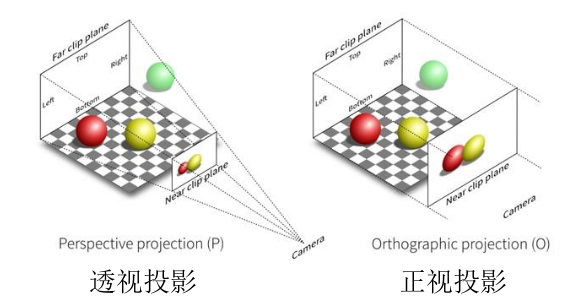 Far clip plane
Top
Right
Left
Bottom
Near clip plane
Camera
Perspective projection (P)
透视投影
Far clip plane
Top
Right
Left
Bottom
Near clip plane
Camera
Orthographic projection (O)
正视投影